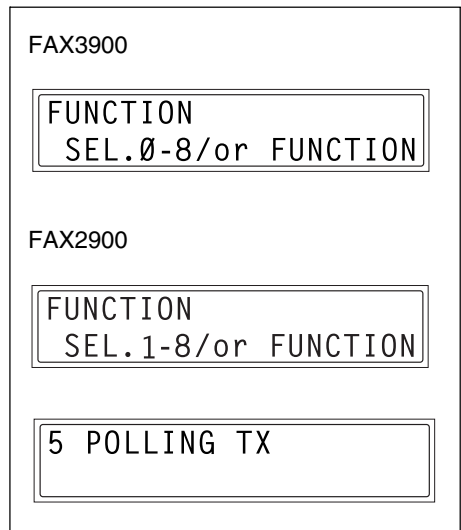 FAX3900
FUNCTION
SEL.Ø-8/or FUNCTION
FAX2900
FUNCTION
SEL.1-8/or FUNCTION
5 POLLING TX